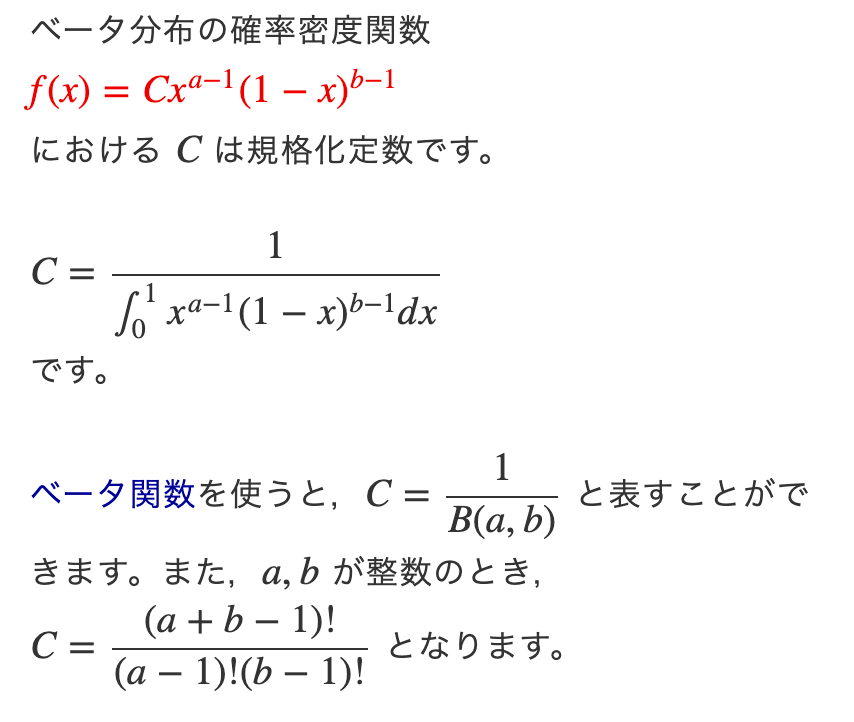 ベータ分布の確率密度関数
f(x) = Cx^{a−1}(1 − x)^{b−1}
における C は規格化定数です。
C = \frac{1}{\int_0^1 x^{a−1}(1 − x)^{b−1}dx}
です。
ベータ関数を使うと, C = \frac{1}{B(a, b)} と表すことがで
きます。また, a, b が整数のとき,
C = \frac{(a + b − 1)!}{(a − 1)!(b − 1)!} となります。